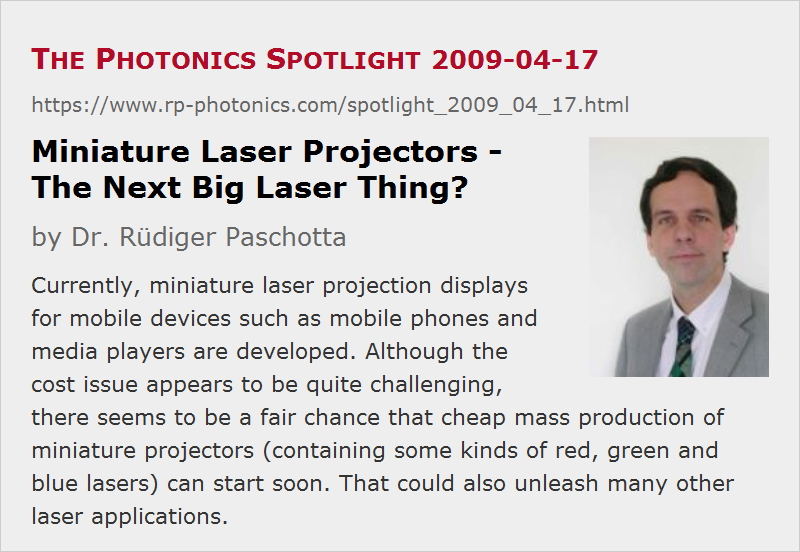 The Photonics Spotlight 2009-04-17
https://www.rp-photonics.com/spotlight_2009_04_17.html
Miniature Laser Projectors -
The Next Big Laser Thing?
by Dr. Rüdiger Paschotta
Currently, miniature laser projection displays
for mobile devices such as mobile phones and
media players are developed. Although the
cost issue appears to be quite challenging,
there seems to be a fair chance that cheap mass production of
miniature projectors (containing some kinds of red, green and
blue lasers) can start soon. That could also unleash many other
laser applications.